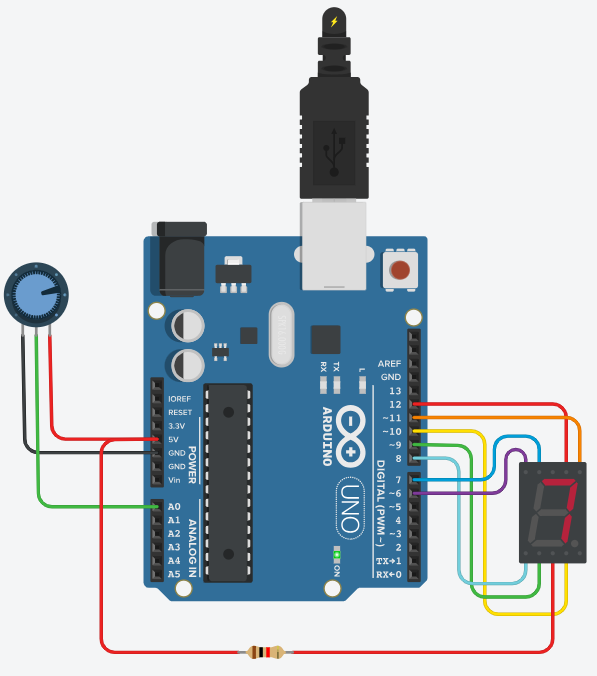 RX
TX
L
AREF
GND
13
12
~11
~10
~9
8
7
~6
~5
4
~3
2
TX→1
RX←0
DIGITAL (PWM~)
IOREF
RESET
3.3V
5V
GND
GND
Vin
POWER
A0
A1
A2
A3
A4
A5
ANALOG IN
ARDUINO
UNO
ON
7